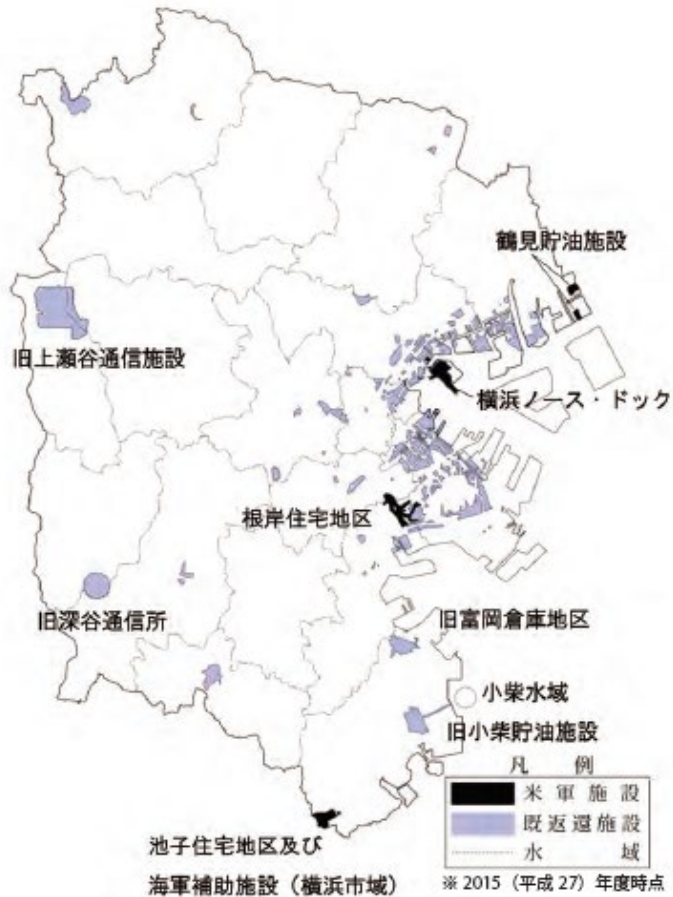 鶴見貯油施設
旧上瀬谷通信施設
横浜ノース・ドック
根岸住宅地区
旧深谷通信所
旧富岡倉庫地区
小柴水域
旧小柴貯油施設
池子住宅地区及び
海軍補助施設（横浜市域）
凡例
米軍施設
既返還施設
水域
※ 2015（平成 27）年度時点